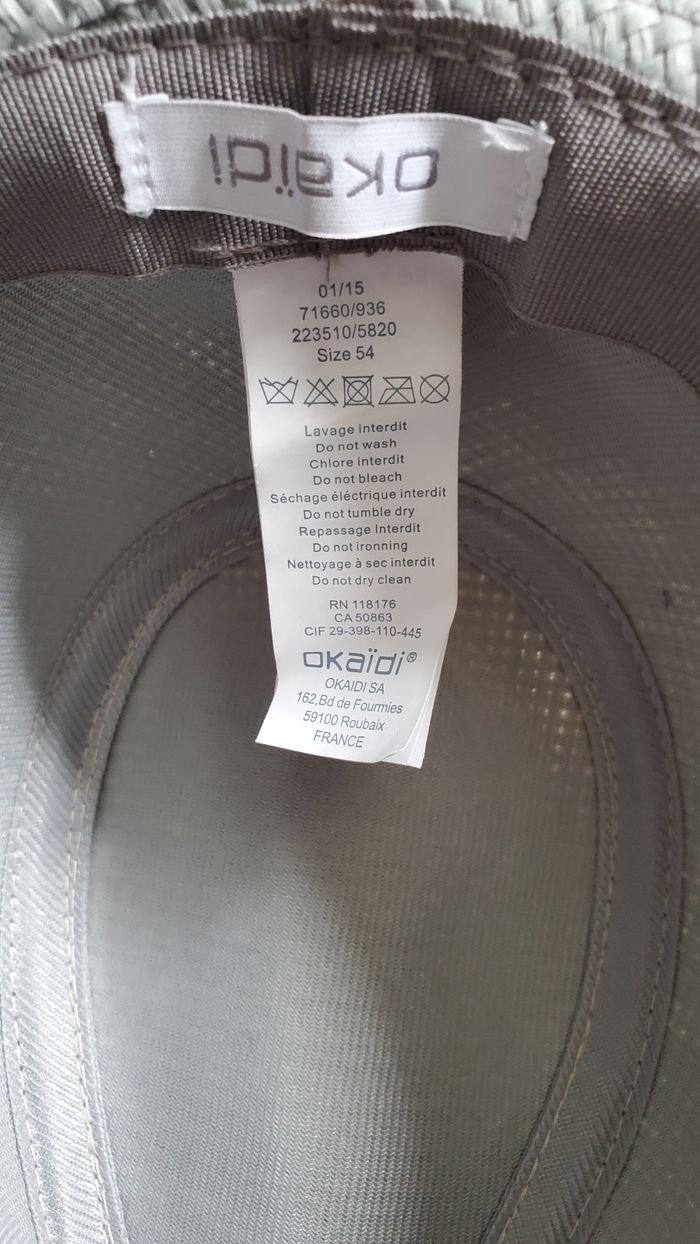 okaïdi
01/15
71660/936
223510/5820
Size 54
Lavage interdit
Do not wash
Chlore interdit
Do not bleach
Séchage éléctrique interdit
Do not tumble dry
Repassage Interdit
Do not ironning
Nettoyage à sec interdit
Do not dry clean
RN 118176
CA 50863
CIF 29-398-110-445
okaïdi®
OKAIDI SA
162,Bd de Fourmies
59100 Roubaix
FRANCE